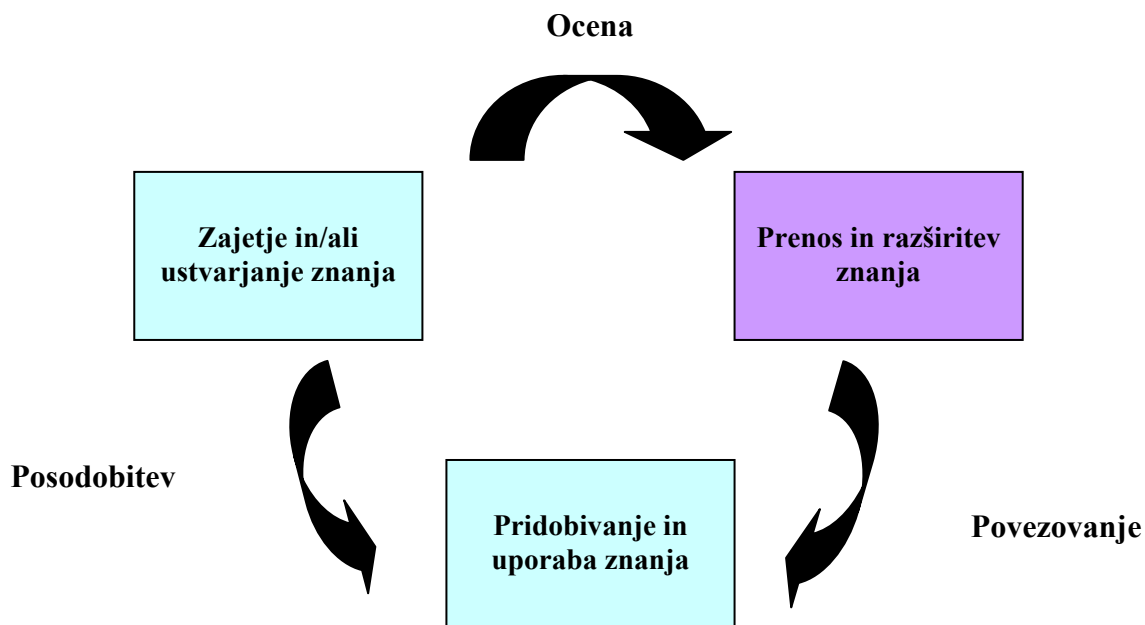 Ocena
Zajetje in/ali
ustvarjanje znanja
Prenos in razširitev
znanja
Posodobitev
Pridobivanje in
uporaba znanja
Povezovanje